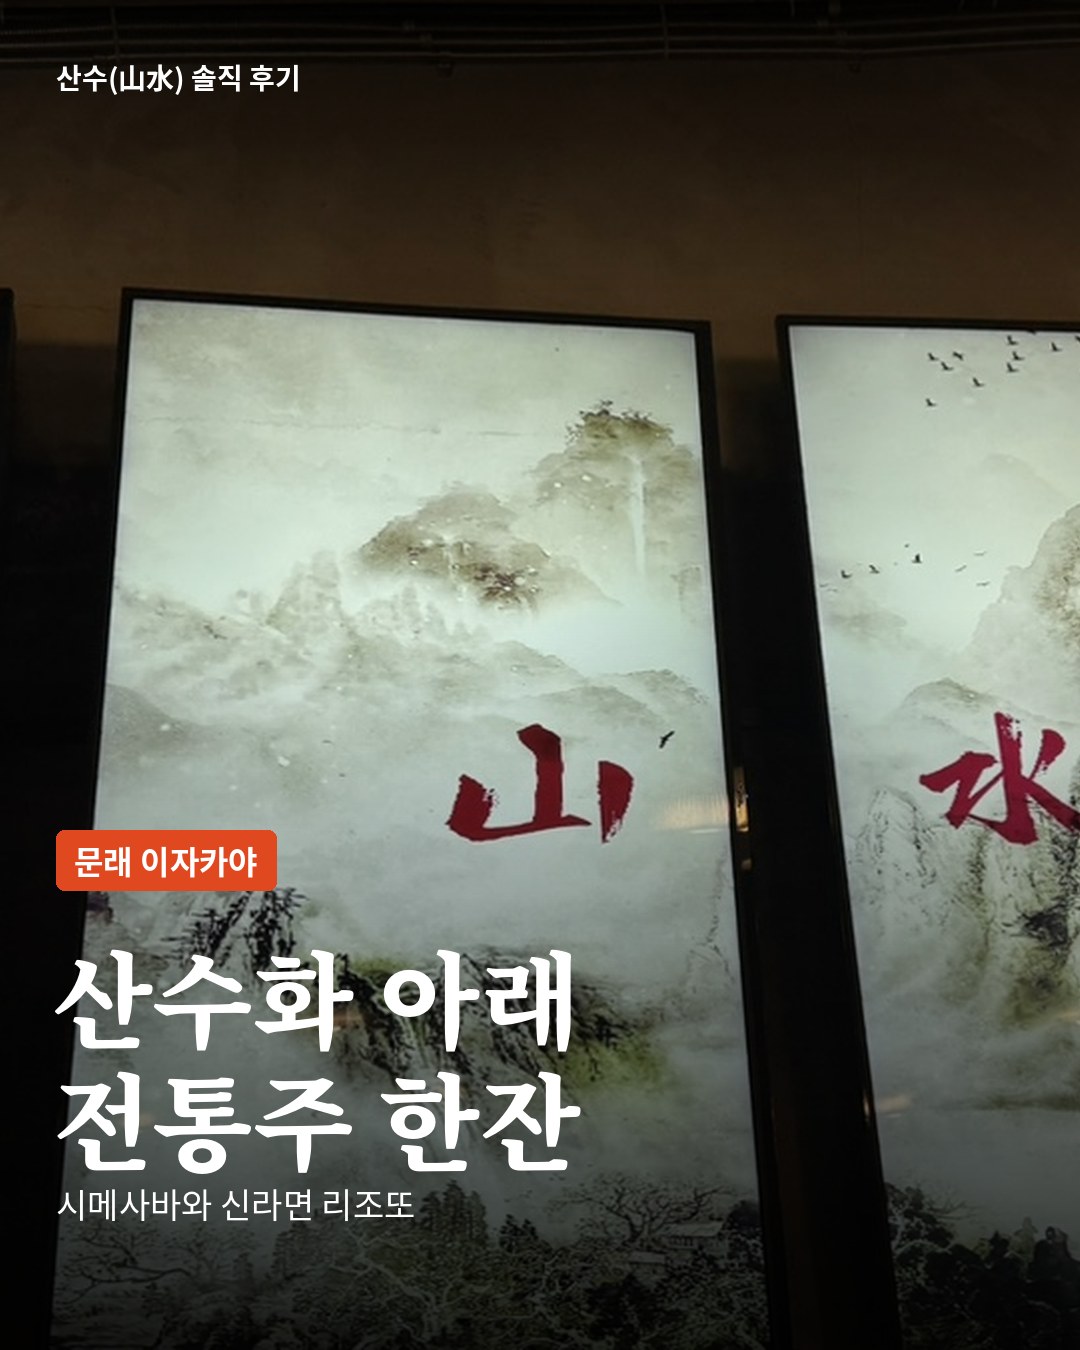 산수(山水) 솔직 후기
山 水
문래 이자카야
산수화 아래
전통주 한잔
시메사바와 신라면 리조또